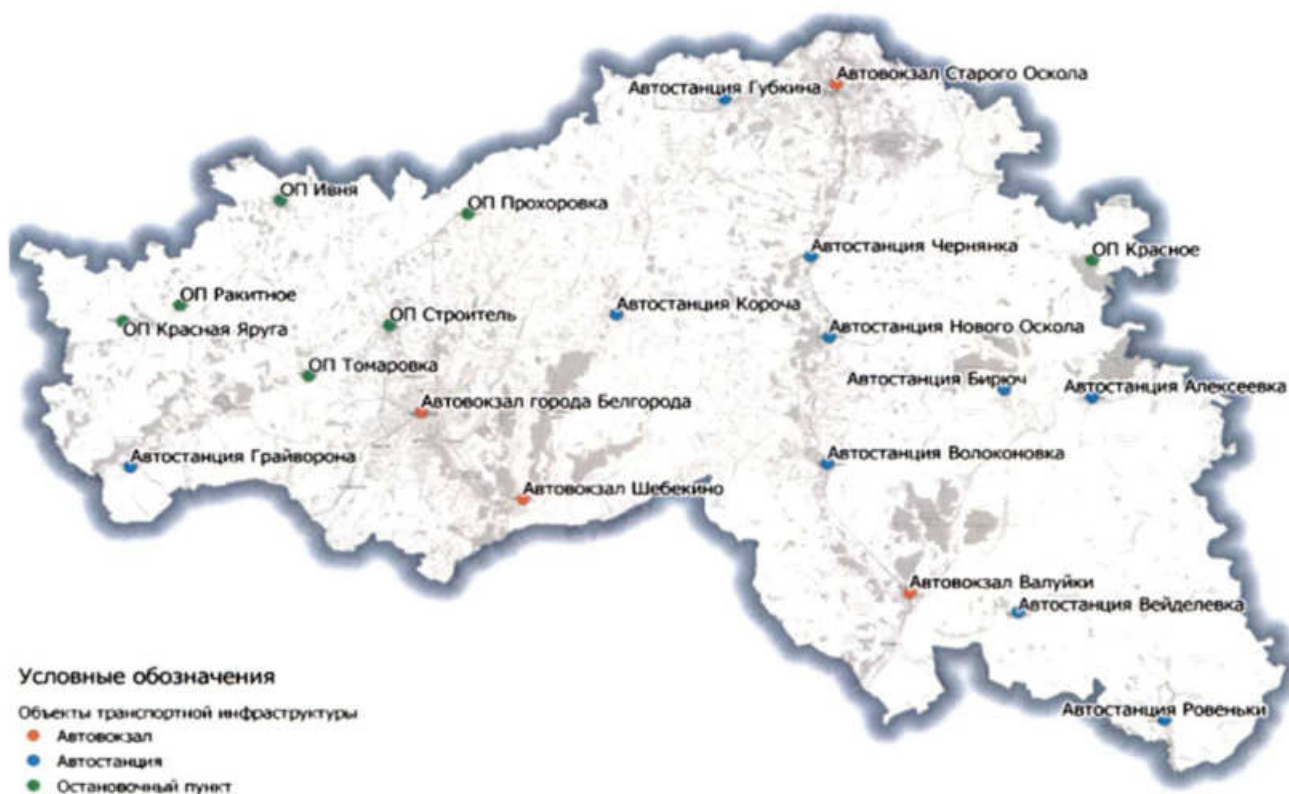 Автовокзал Старого Оскола
Автостанция Губкина
ОП Ивня
ОП Прохоровка
Автостанция Чернянка
ОП Красное
ОП Ракитное
Автостанция Короча
ОП Строитель
ОП Красная Яруга
Автостанция Нового Оскола
ОП Томаровка
Автостанция Бирюч
Автостанция Алексеевка
Автовокзал города Белгорода
Автостанция Грайворона
Автостанция Волоконовка
Автовокзал Шебекино
Автовокзал Валуйки
Автостанция Вейделевка
Автостанция Ровеньки
Условные обозначения
Объекты транспортной инфраструктуры
Автовокзал
Автостанция
Остановочный пункт